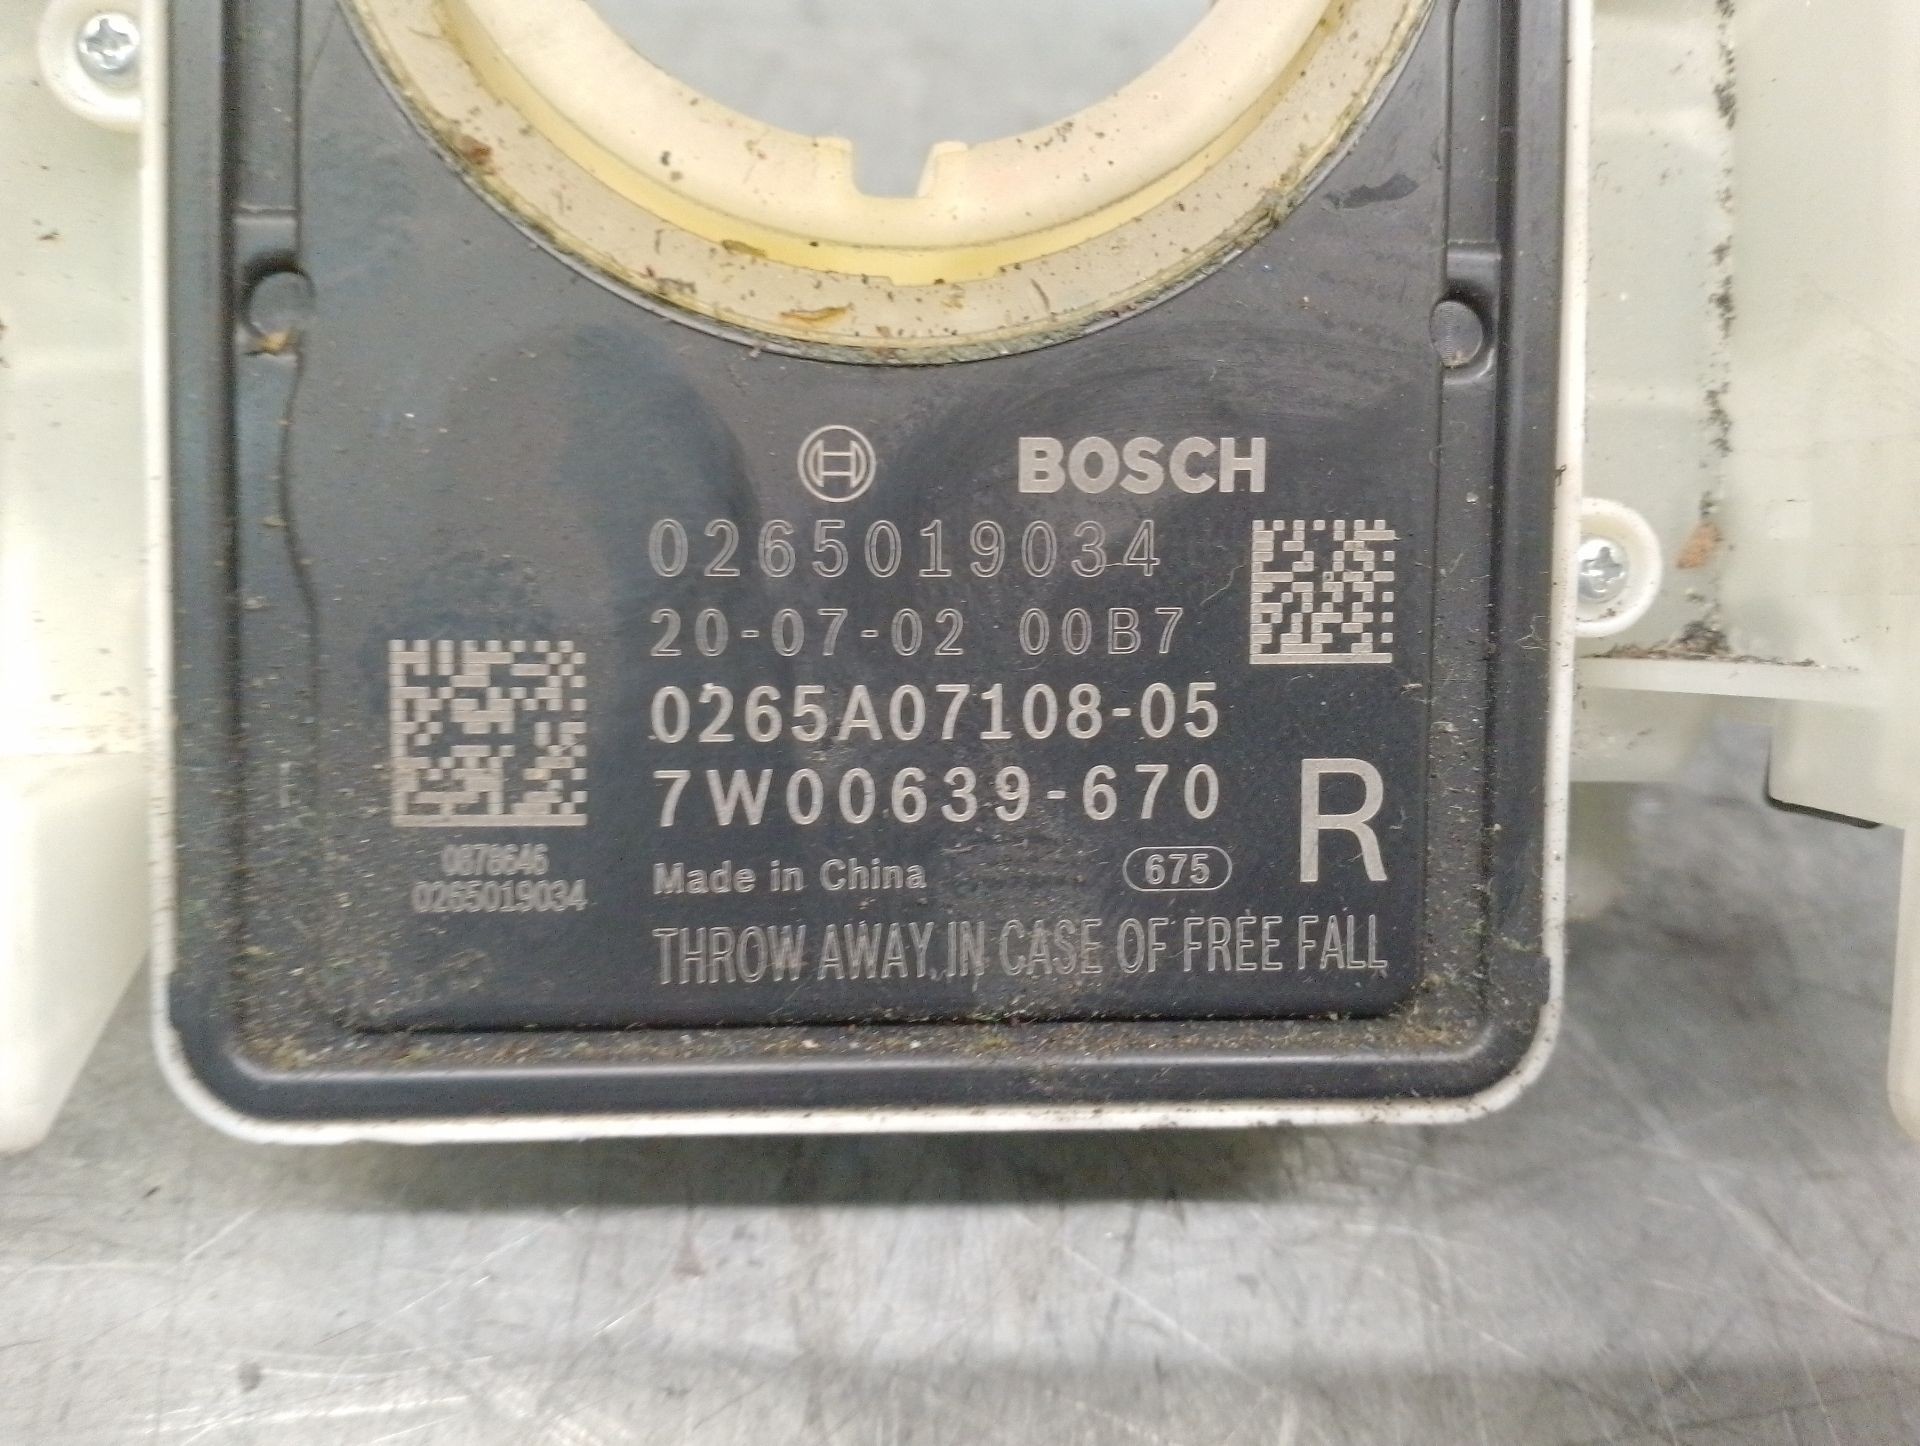 BOSCH
0265019034
20-07-02 00B7
0265A07108-05
7W00639-670
R
Made in China
675
THROW AWAY IN CASE OF FREE FALL
0878646
0265019034